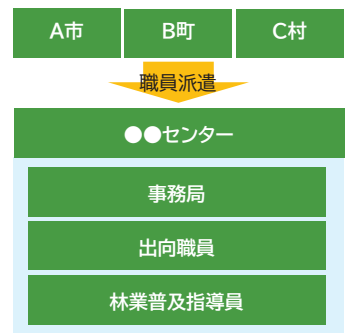 A市 B町 C村
職員派遣
●●センター
事務局
出向職員
林業普及指導員